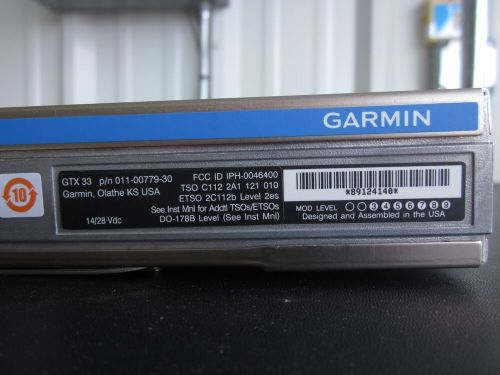 GARMIN
GTX 33 p/n 011-00779-30
Garmin, Olathe KS USA
14/28 Vdc
FCC ID IPH-0046400
TSO C112 2A1 121 010
ETSO 2C112b Level 2es
See Inst Mnl for Addtl TSOs/ETSOs
DO-178B Level (See Inst Mnl)
*89124140*
MOD LEVEL 3 4 5 6 7 8 9
Designed and Assembled in the USA
10